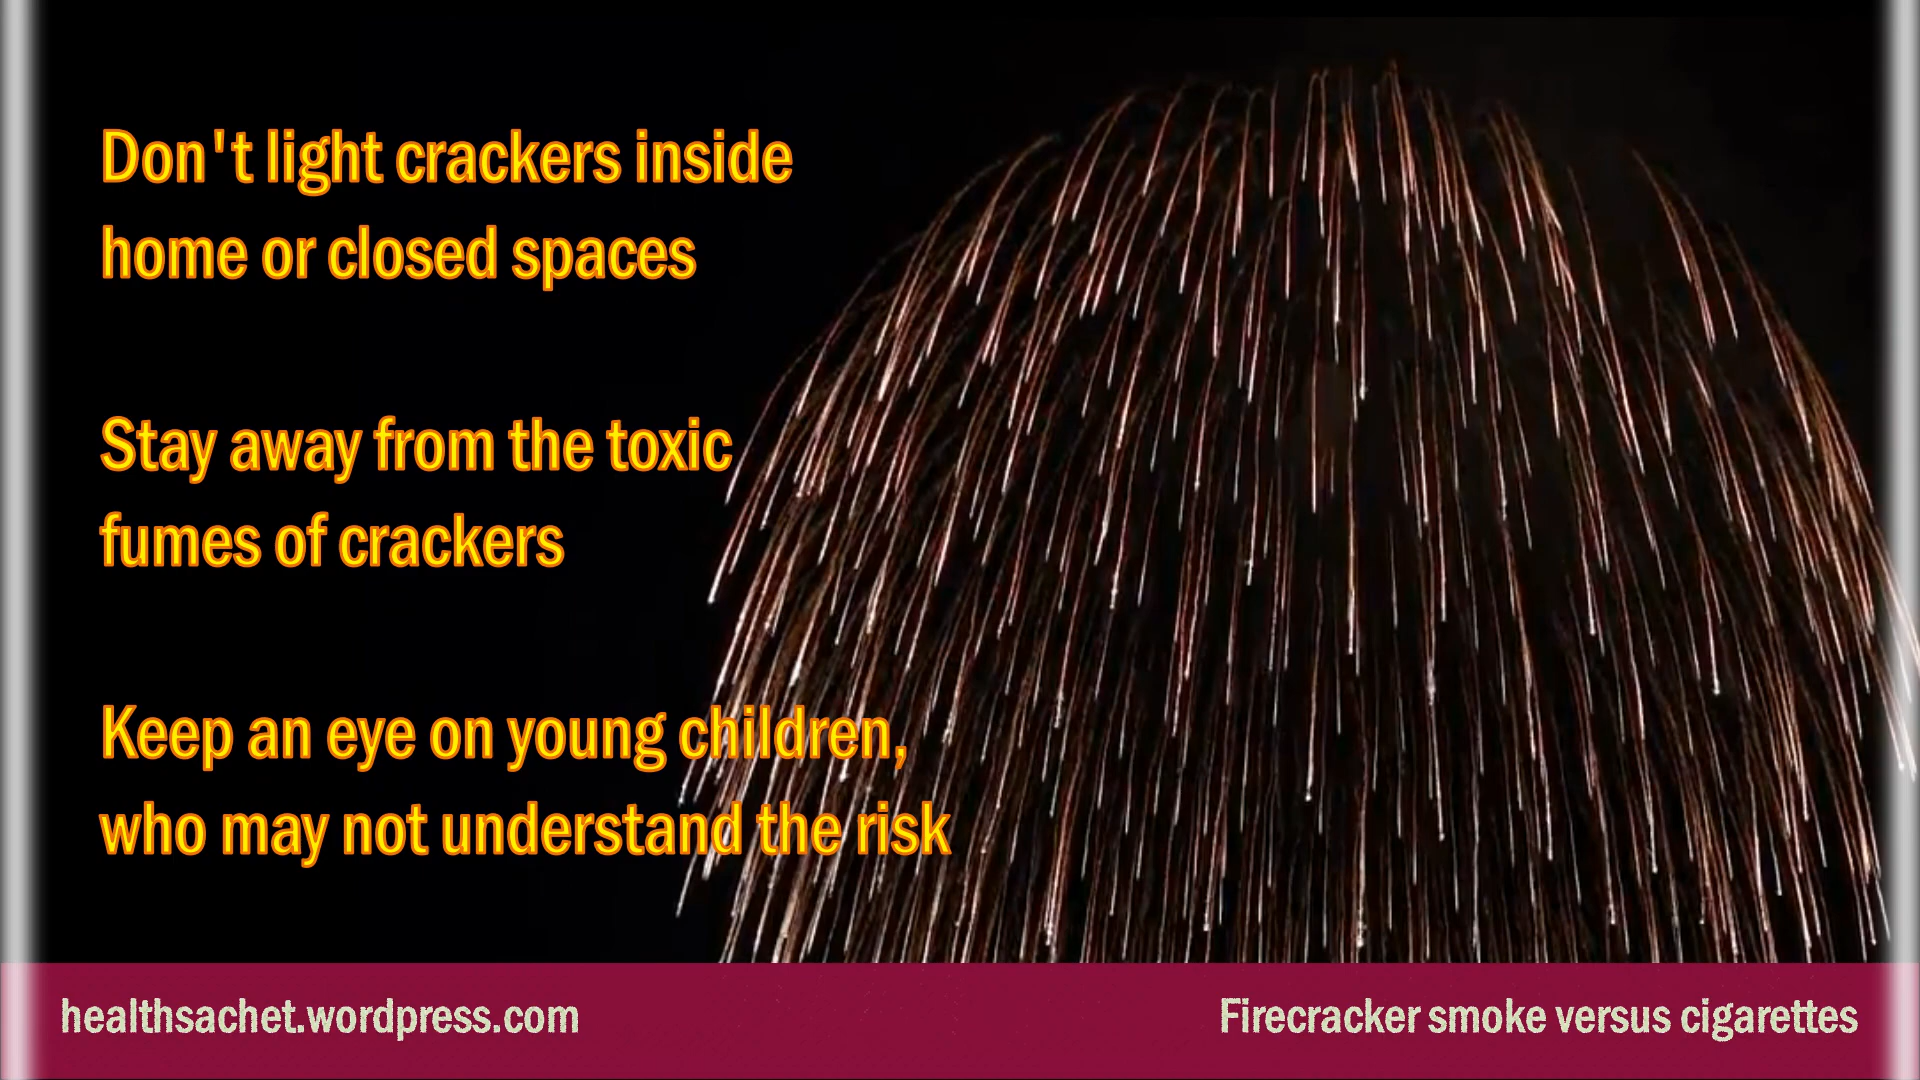 Don't light crackers inside
home or closed spaces
Stay away from the toxic
fumes of crackers
Keep an eye on young children,
who may not understand the risk
healthsachet.wordpress.com
Firecracker smoke versus cigarettes